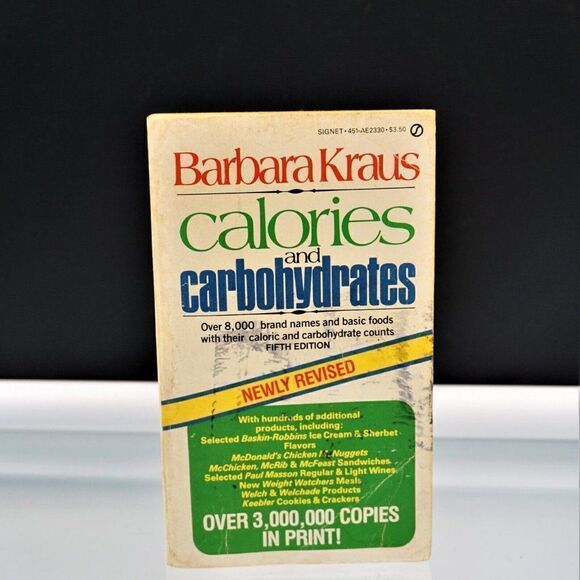 SIGNET • 451-AE2330 • $3.50
Barbara Kraus
calories
and
carbohydrates
Over 8,000 brand names and basic foods
with their caloric and carbohydrate counts
FIFTH EDITION
NEWLY REVISED
With hundreds of additional
products, including:
Selected Baskin-Robbins Ice Cream & Sherbet
Flavors
McDonald's Chicken McNuggets
McChicken, McRib & McFeast Sandwiches
Selected Paul Masson Regular & Light Wines
New Weight Watchers Meals
Welch & Welchade Products
Keebler Cookies & Crackers
OVER 3,000,000 COPIES
IN PRINT!